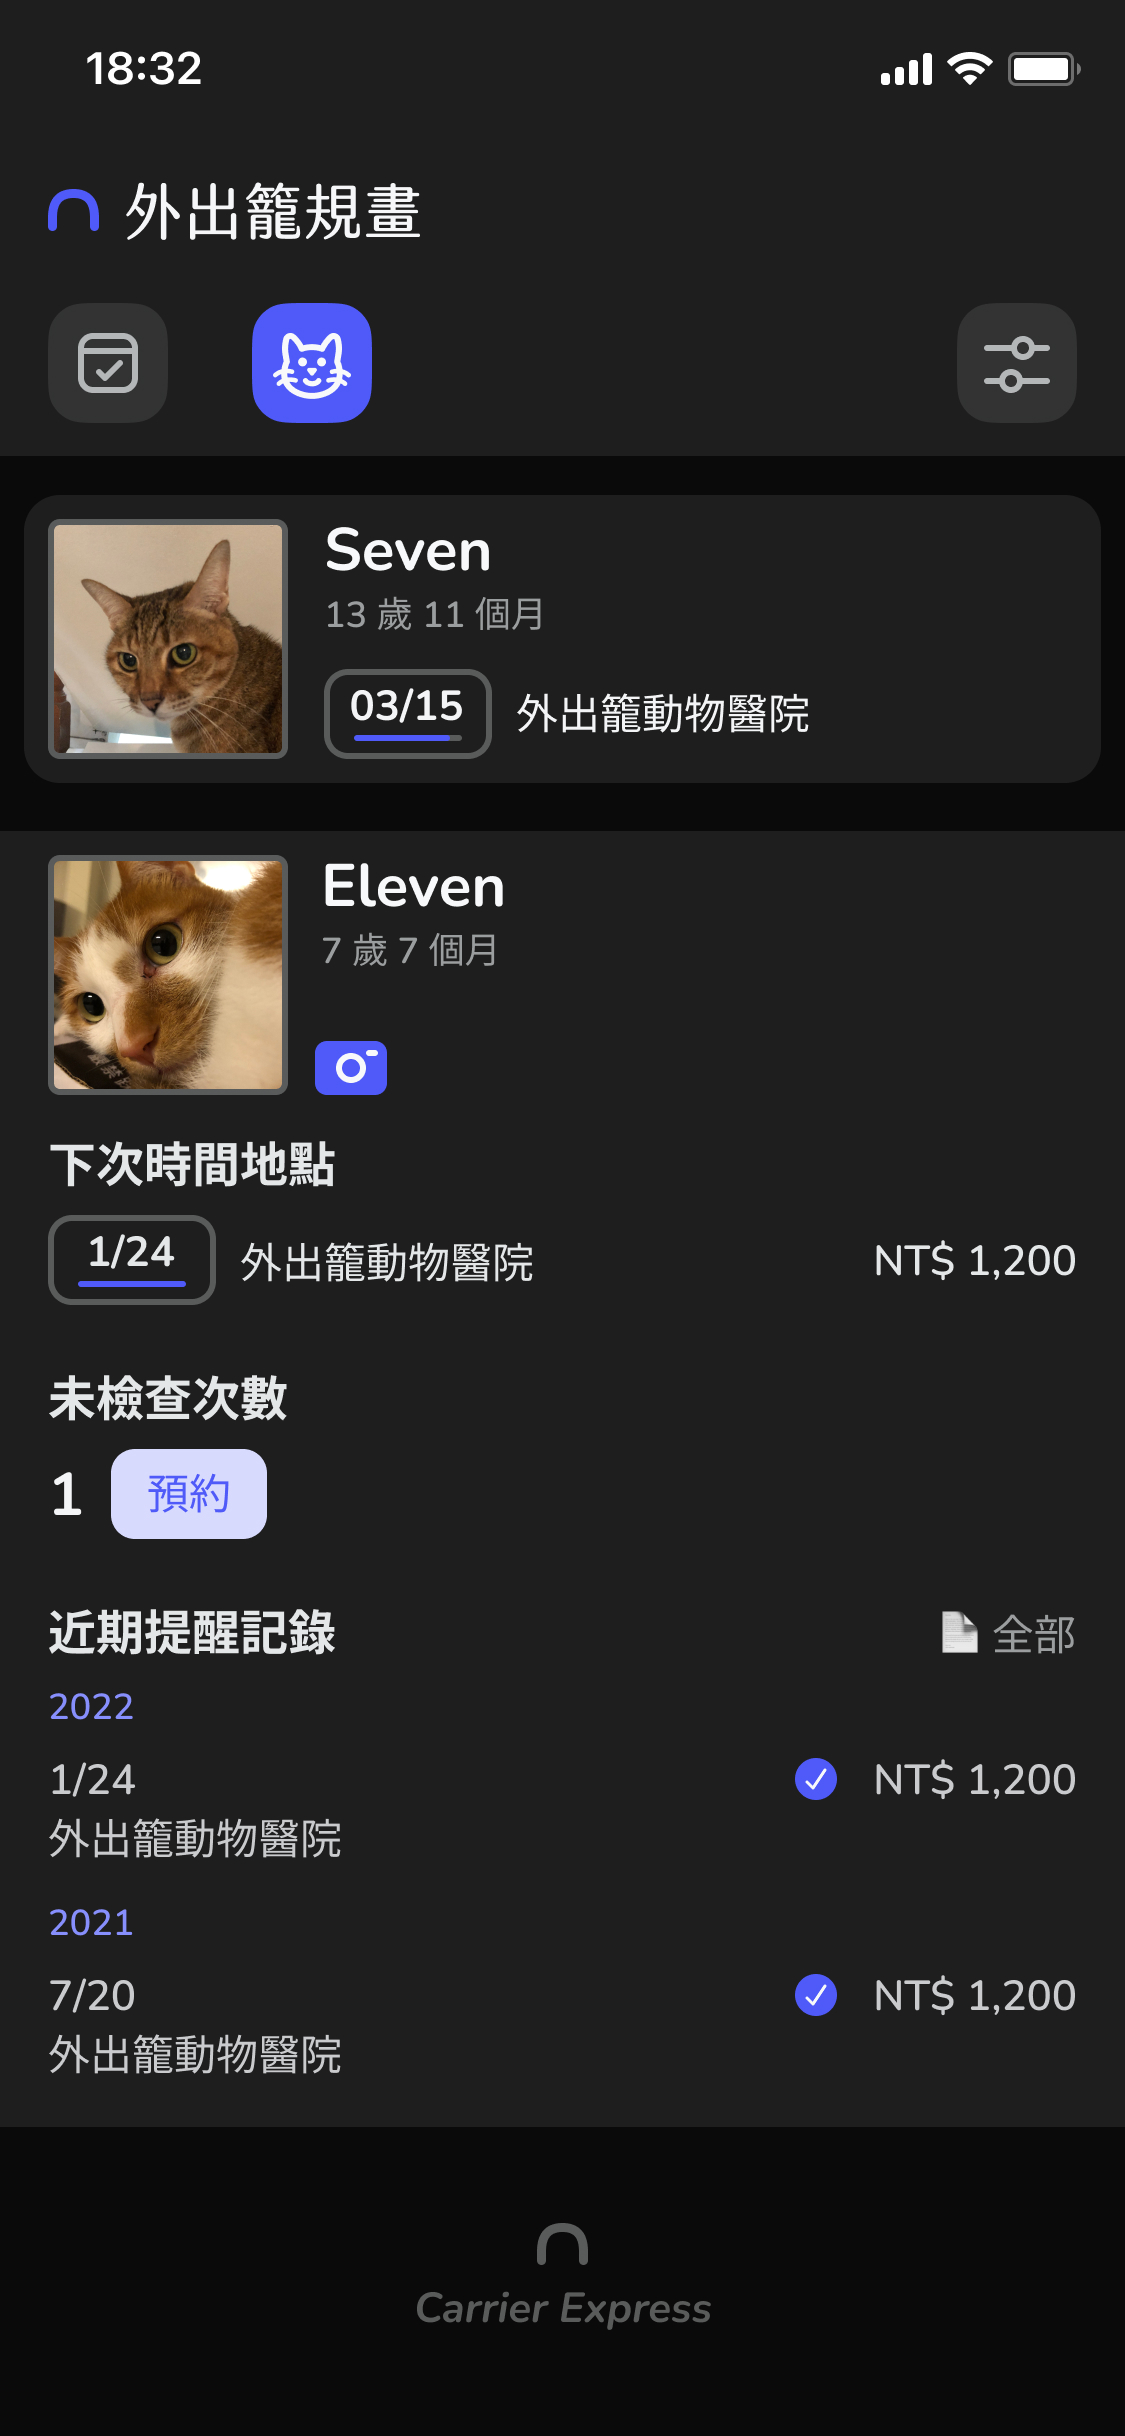 18:32
外出籠規畫
Seven
13 歲 11 個月
03/15 外出籠動物醫院
Eleven
7 歲 7 個月
下次時間地點
1/24 外出籠動物醫院 NT$ 1,200
未檢查次數
1 預約
近期提醒記錄 全部
2022
1/24 NT$ 1,200
外出籠動物醫院
2021
7/20 NT$ 1,200
外出籠動物醫院
Carrier Express